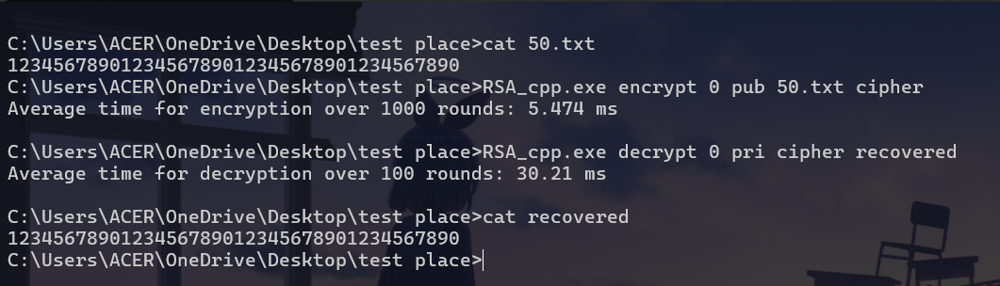 C:\Users\ACER\OneDrive\Desktop\test place>cat 50.txt
1234567890123456789012345678901234567890
C:\Users\ACER\OneDrive\Desktop\test place>RSA_cpp.exe encrypt 0 pub 50.txt cipher
Average time for encryption over 1000 rounds: 5.474 ms
C:\Users\ACER\OneDrive\Desktop\test place>RSA_cpp.exe decrypt 0 pri cipher recovered
Average time for decryption over 100 rounds: 30.21 ms
C:\Users\ACER\OneDrive\Desktop\test place>cat recovered
1234567890123456789012345678901234567890
C:\Users\ACER\OneDrive\Desktop\test place>